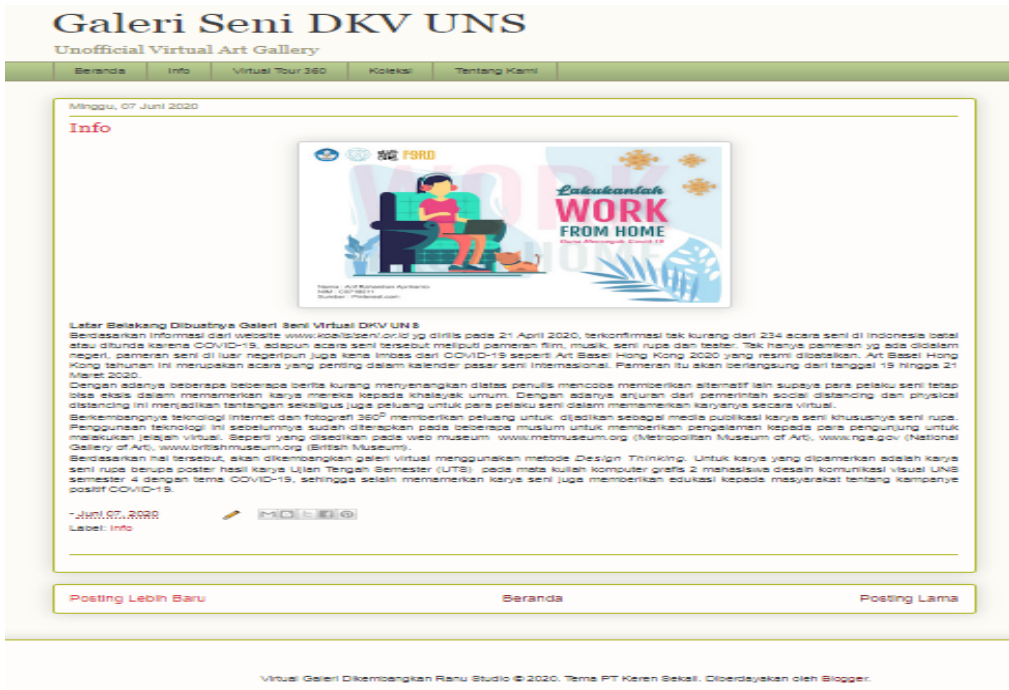 Galeri Seni DKV UNS
Unofficial Virtual Art Gallery
Beranda Info Virtual Tour 360 Koleksi Tentang Kami
Minggu, 07 Juni 2020
Info
F9RD
WORK
Lakukanlah
WORK
FROM HOME
Guna Mencegah Covid 19
HOME
Sumber : Pinterest.com
Latar Belakang Dibuatnya Galeri Seni Virtual DKV UNS
Berdasarkan informasi dari website www.koalisiseni.or.id yg dirilis pada 21 April 2020, terkonfirmasi tak kurang dari 234 acara seni di Indonesia batal
atau ditunda karena COVID-19, adapun acara seni tersebut meliputi pameran film, musik, seni rupa dan teater. Tak hanya pameran yg ada didalam
negeri, pameran seni di luar negeripun juga kena imbas dari COVID-19 seperti Art Basel Hong Kong 2020 yang resmi dibatalkan. Art Basel Hong
Kong tahunan ini merupakan acara yang penting dalam kalender pasar seni internasional. Pameran itu akan berlangsung dari tanggal 19 hingga 21
Maret 2020.
Dengan adanya beberapa beberapa berita kurang menyenangkan diatas penulis mencoba memberikan alternatif lain supaya para pelaku seni tetap
bisa eksis dalam memamerkan karya mereka kepada khalayak umum. Dengan adanya anjuran dari pemerintah social distancing dan physical
distancing ini menjadikan tantangan sekaligus juga peluang untuk para pelaku seni dalam memamerkan karyanya secara virtual.
Berkembangnya teknologi internet dan fotografi 360° memberikan peluang untuk dijadikan sebagai media publikasi karya seni khususnya seni rupa.
Penggunaan teknologi ini sebelumnya sudah diterapkan pada beberapa musium untuk memberikan pengalaman kepada para pengunjung untuk
malakukan jelajah virtual. Seperti yang disedikan pada web museum www.metmuseum.org (Metropolitan Museum of Art), www.nga.gov (National
Gallery of Art), www.britishmuseum.org (British Museum).
Berdasarkan hal tersebut, akan dikembangkan galeri virtual menggunakan metode Design Thinking. Untuk karya yang dipamerkan adalah karya
seni rupa berupa poster hasil karya Ujian Tengah Semester (UTS) pada mata kuliah komputer grafis 2 mahasiswa desain komunikasi visual UNS
semester 4 dengan tema COVID-19, sehingga selain memamerkan karya seni juga memberikan edukasi kepada masyarakat tentang kampanye
positif COVID-19.
- Juni 07, 2020
Label: Info
Posting Lebih Baru Beranda Posting Lama
Virtual Galeri Dikembangkan Ranu Studio © 2020. Tema PT Keren Sekali. Diberdayakan oleh Blogger.